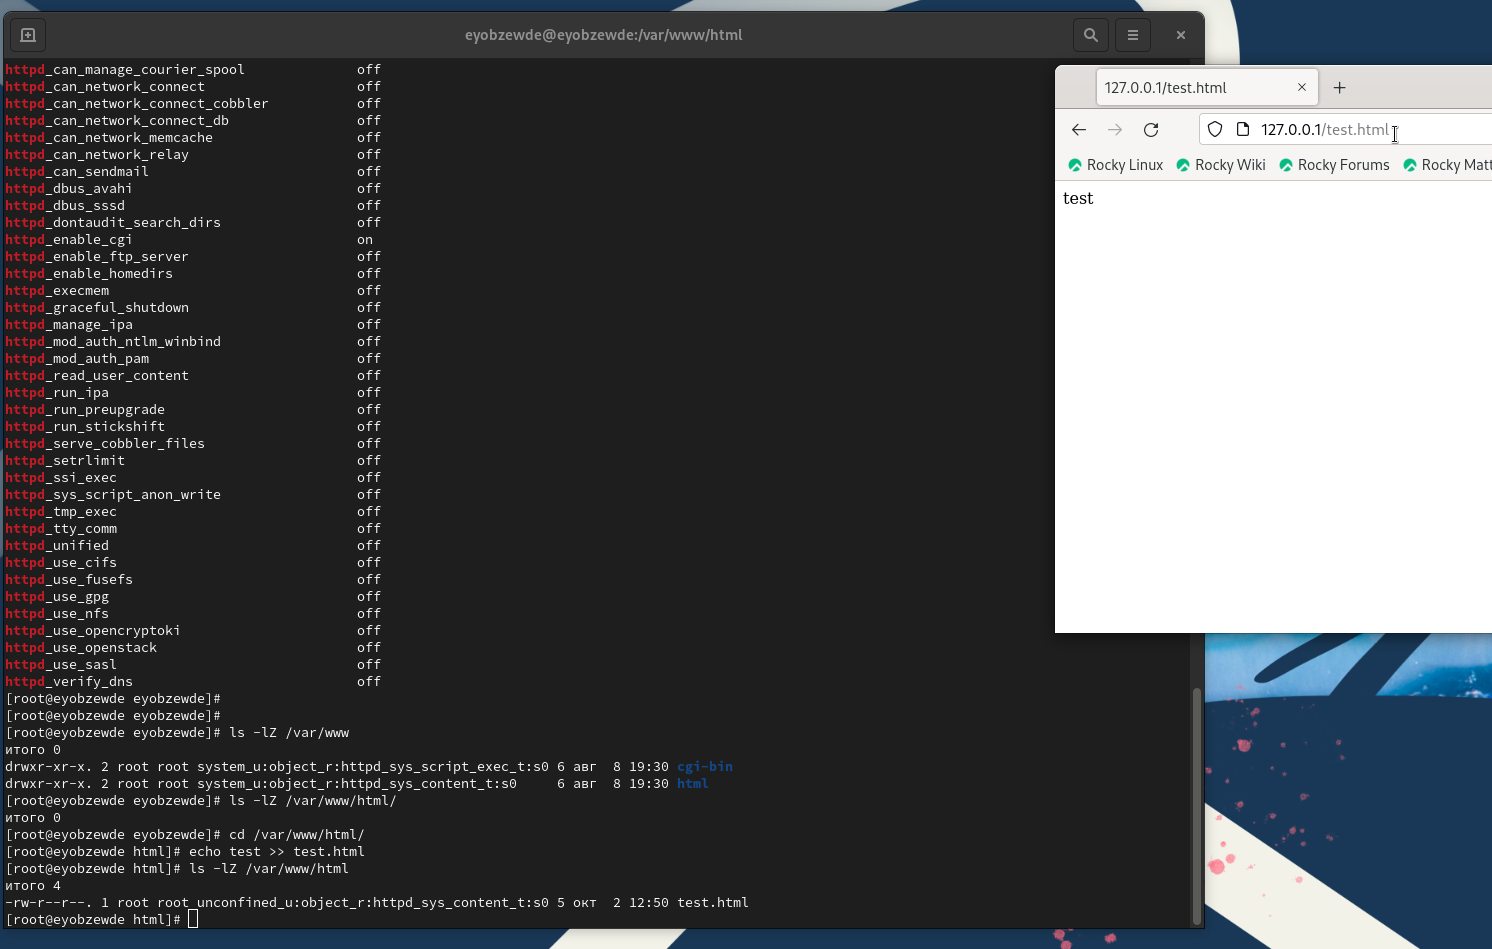 eyobzewde@eyobzewde:/var/www/html
httpd_can_manage_courier_spool off
httpd_can_network_connect off
httpd_can_network_connect_cobbler off
httpd_can_network_connect_db off
httpd_can_network_memcache off
httpd_can_network_relay off
httpd_can_sendmail off
httpd_dbus_avahi off
httpd_dbus_sssd off
httpd_dontaudit_search_dirs off
httpd_enable_cgi on
httpd_enable_ftp_server off
httpd_enable_homedirs off
httpd_execmem off
httpd_graceful_shutdown off
httpd_manage_ipa off
httpd_mod_auth_ntlm_winbind off
httpd_mod_auth_pam off
httpd_read_user_content off
httpd_run_ipa off
httpd_run_preupgrade off
httpd_run_stickshift off
httpd_serve_cobbler_files off
httpd_setrlimit off
httpd_ssi_exec off
httpd_sys_script_anon_write off
httpd_tmp_exec off
httpd_tty_comm off
httpd_unified off
httpd_use_cifs off
httpd_use_fusefs off
httpd_use_gpg off
httpd_use_nfs off
httpd_use_opencryptoki off
httpd_use_openstack off
httpd_use_sasl off
httpd_verify_dns off
[root@eyobzewde eyobzewde]#
[root@eyobzewde eyobzewde]#
[root@eyobzewde eyobzewde]# ls -lZ /var/www
итого 0
drwxr-xr-x. 2 root root system_u:object_r:httpd_sys_script_exec_t:s0 6 авг 8 19:30 cgi-bin
drwxr-xr-x. 2 root root system_u:object_r:httpd_sys_content_t:s0 6 авг 8 19:30 html
[root@eyobzewde eyobzewde]# ls -lZ /var/www/html/
итого 0
[root@eyobzewde eyobzewde]# cd /var/www/html/
[root@eyobzewde html]# echo test >> test.html
[root@eyobzewde html]# ls -lZ /var/www/html
итого 4
-rw-r--r--. 1 root root unconfined_u:object_r:httpd_sys_content_t:s0 5 окт 2 12:50 test.html
[root@eyobzewde html]#
127.0.0.1/test.html
127.0.0.1/test.html
Rocky Linux Rocky Wiki Rocky Forums Rocky Matt
test